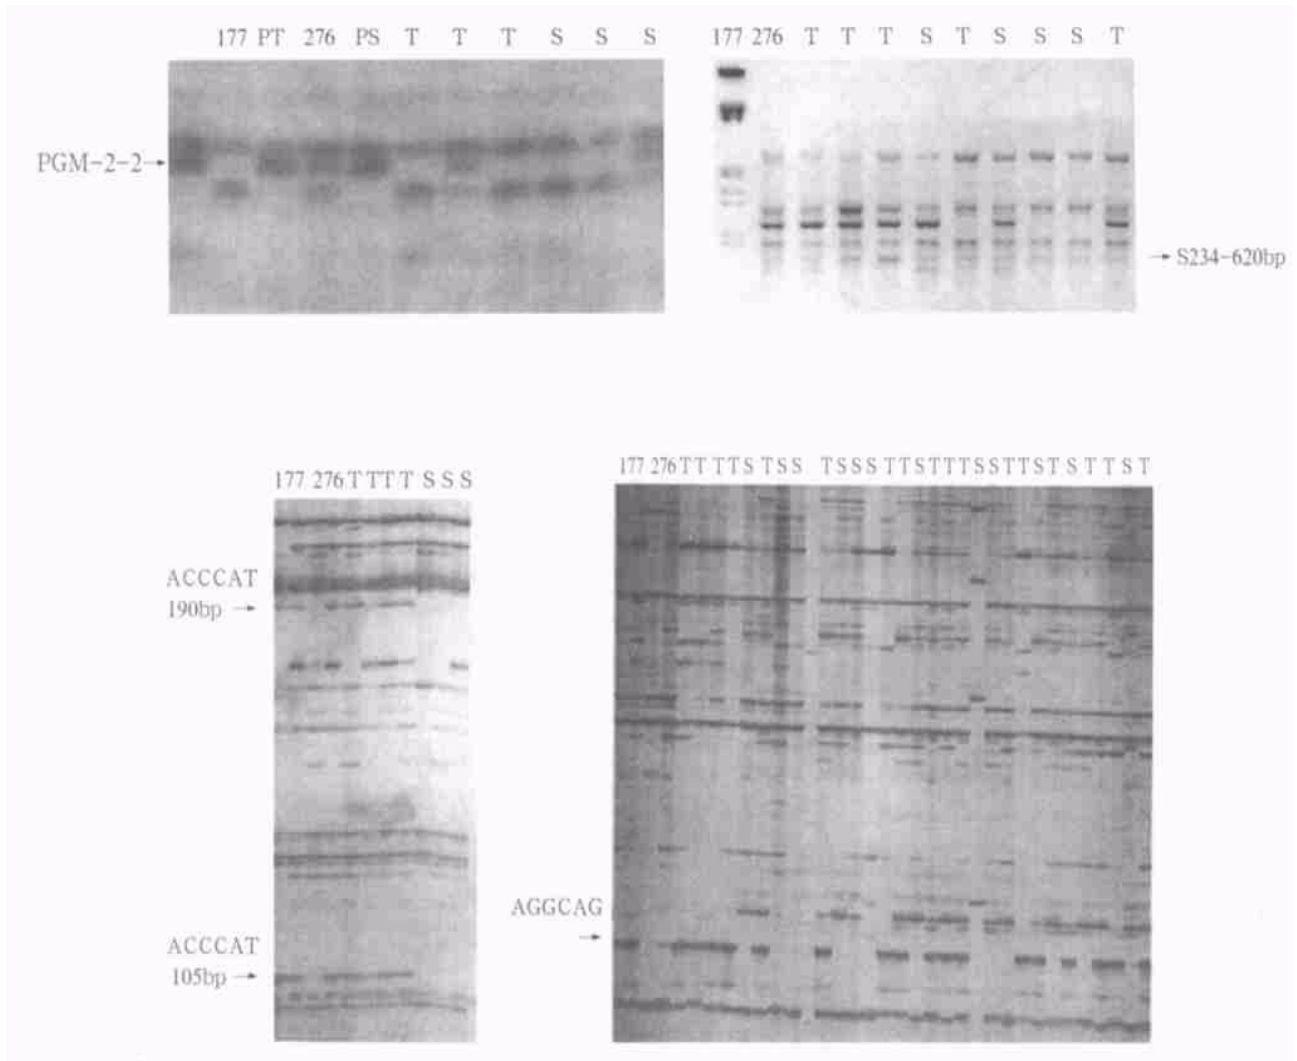 177 PT 276 PS T T T S S S
PGM-2-2
177 276 T T T S T S S S T
S234-620bp
177 276 T T T T S S S
ACCCAT
190bp
ACCCAT
105bp
177 276 T T T T S T S S T S S S T T S T T T S S T T S T S T T S T
AGGCAG